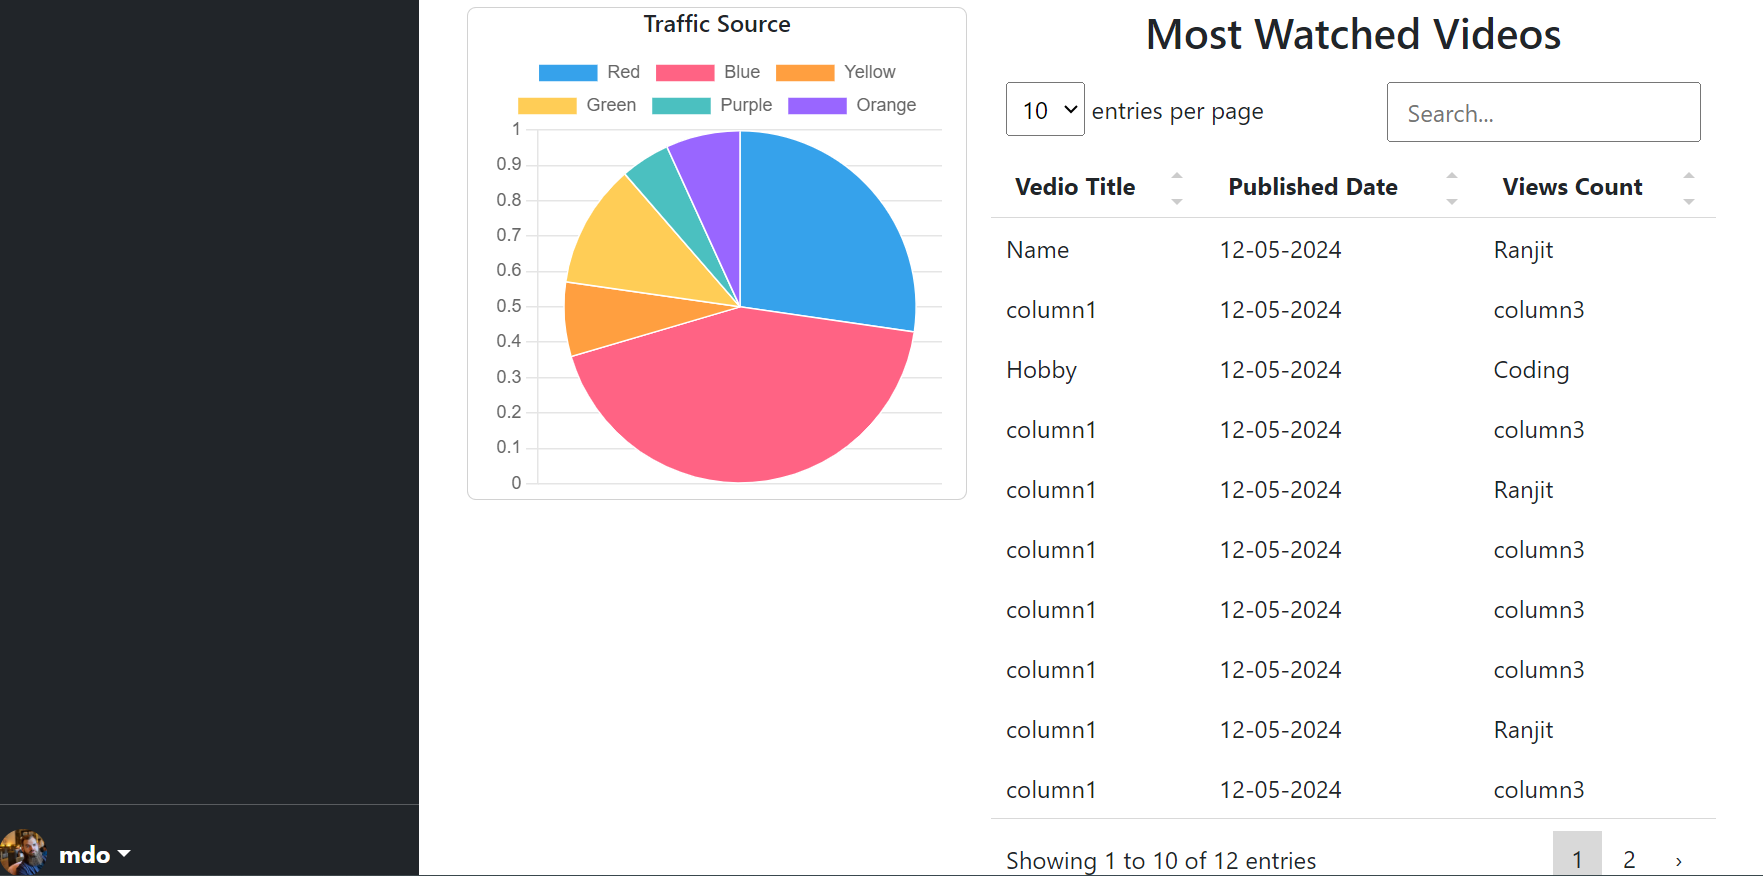 Traffic Source
Red Blue Yellow
Green Purple Orange
1
0.9
0.8
0.7
0.6
0.5
0.4
0.3
0.2
0.1
0
Most Watched Videos
10 entries per page Search...
Vedio Title Published Date Views Count
Name 12-05-2024 Ranjit
column1 12-05-2024 column3
Hobby 12-05-2024 Coding
column1 12-05-2024 column3
column1 12-05-2024 Ranjit
column1 12-05-2024 column3
column1 12-05-2024 column3
column1 12-05-2024 column3
column1 12-05-2024 Ranjit
column1 12-05-2024 column3
Showing 1 to 10 of 12 entries 1 2 ›
mdo